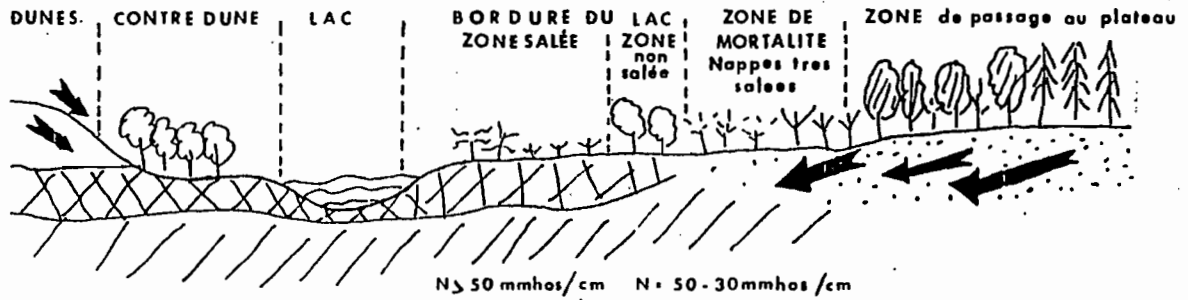 DUNES.
CONTRE DUNE
LAC
BORDURE DU
ZONE SALÉE
LAC
ZONE
non
salée
ZONE DE
MORTALITE
Nappes tres
salees
ZONE de passage au plateau
N> 50 mmhos/cm
N = 50 - 30mmhos /cm